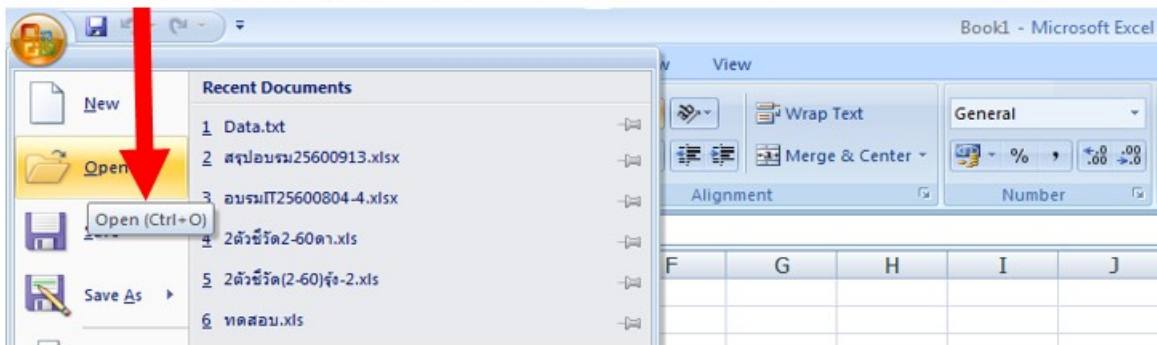 Book1 - Microsoft Excel
View
New
Open
Open (Ctrl+O)
Save As
Recent Documents
1 Data.txt
2 สรุปอบรม25600913.xlsx
3 อบรมIT25600804-4.xlsx
4 2ตัวชี้วัด2-60ดา.xls
5 2ตัวชี้วัด(2-60)รุ้ง-2.xls
6 ทดสอบ.xls
Wrap Text
General
Merge & Center
% , .00 .00
Alignment
Number
F G H I J